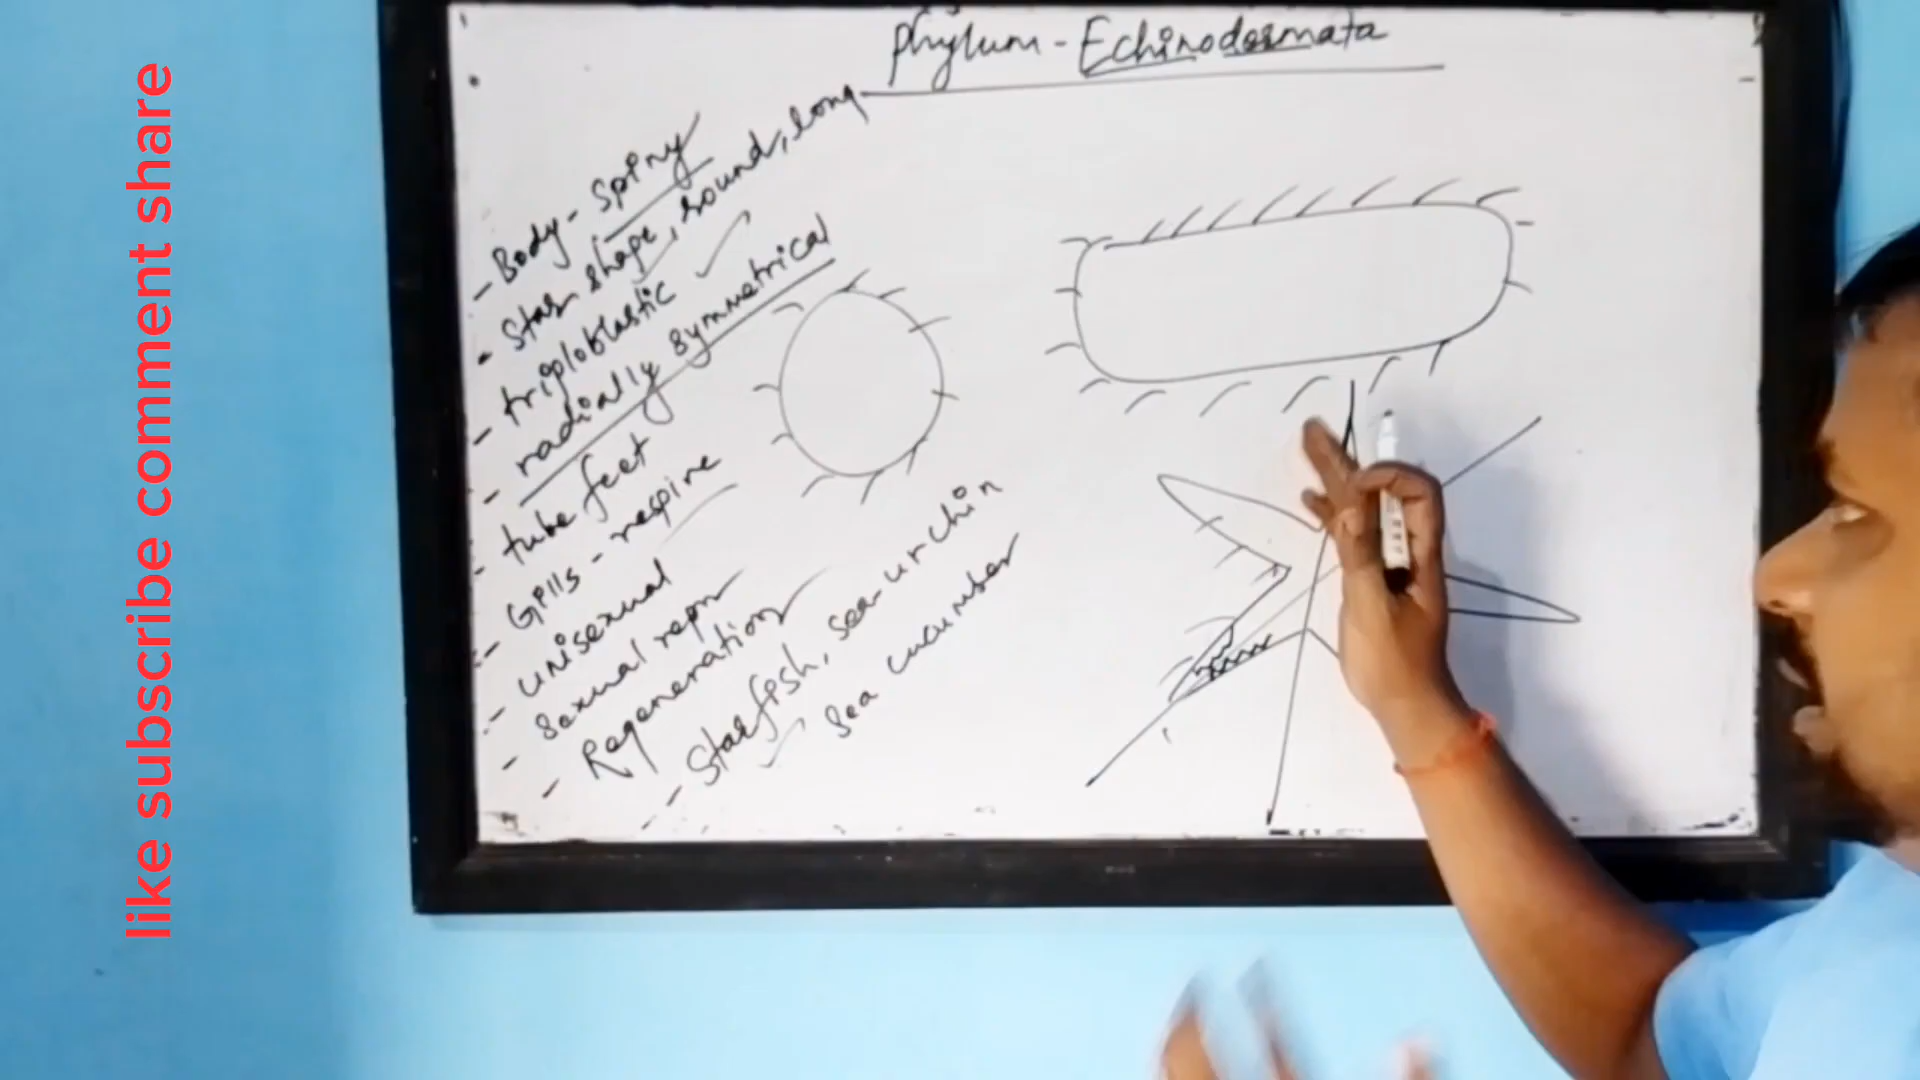 like subscribe comment share
Phylum - Echinodermata
- Body - Spiny
- Star shape, round, long
- triploblastic
- radially symmetrical
- tube feet
- Gills - respire
- unisexual
- sexual repr
- Regeneration
- Starfish, sea-urchin
sea cucumber